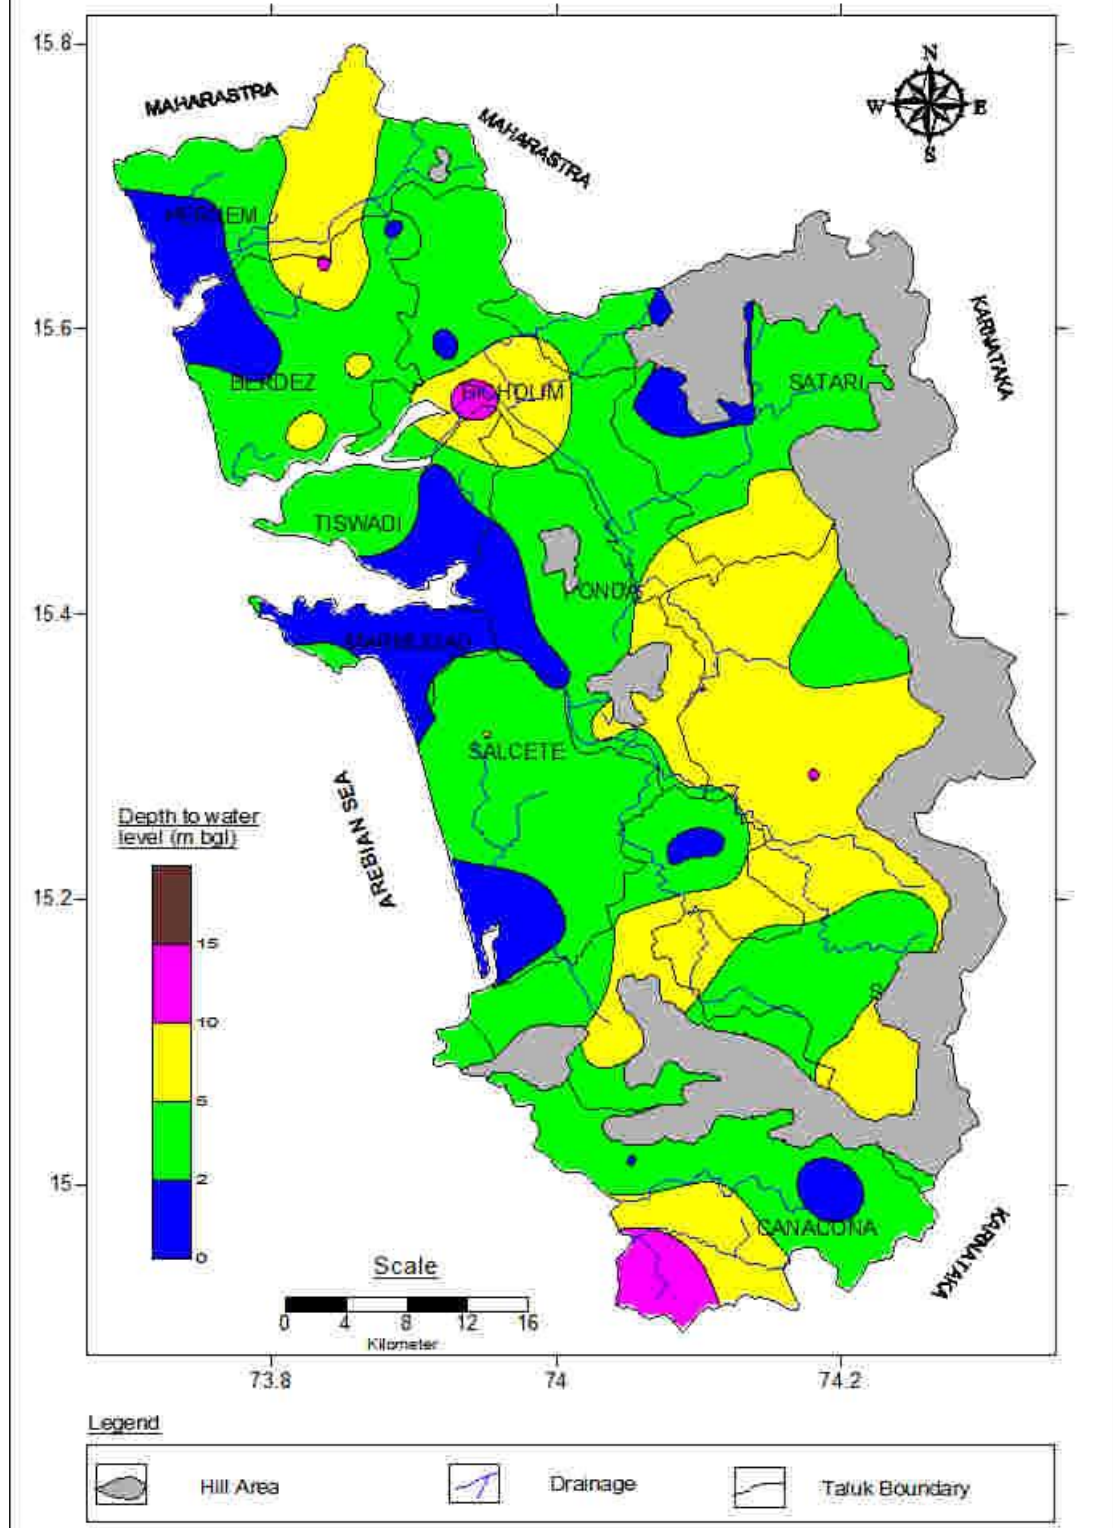 15.8
N
W E
S
MAHARASTRA
MAHARASTRA
PERNEM
KARNATAKA
15.6
BERDEZ
BICHOLIM
SATARI
TISWADI
15.4
PONDA
SALCETE
AREBIAN SEA
Depth to water
level (m bgl)
15.2
15
10
5
2
0
15
CANACONA
KARNATAKA
Scale
0 4 8 12 16
Kilometer
73.8 74 74.2
Legend
Hill Area
Drainage
Taluk Boundary